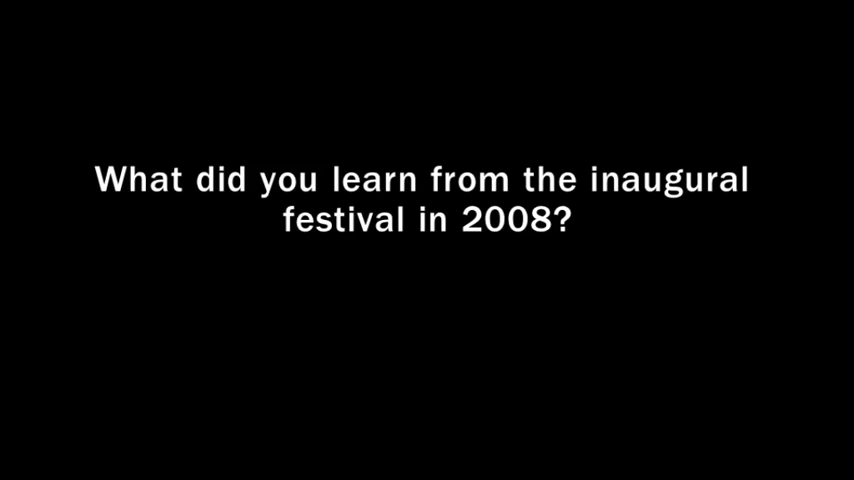 What did you learn from the inaugural
festival in 2008?